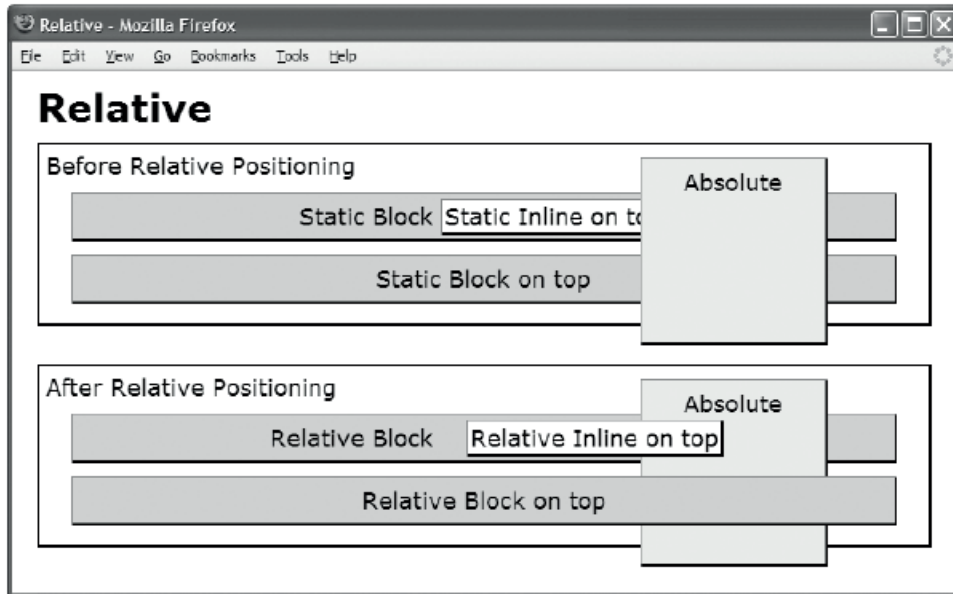 Relative - Mozilla Firefox
File Edit View Go Bookmarks Tools Help
Relative
Before Relative Positioning
Absolute
Static Block Static Inline on to
Static Block on top
After Relative Positioning
Absolute
Relative Block Relative Inline on top
Relative Block on top